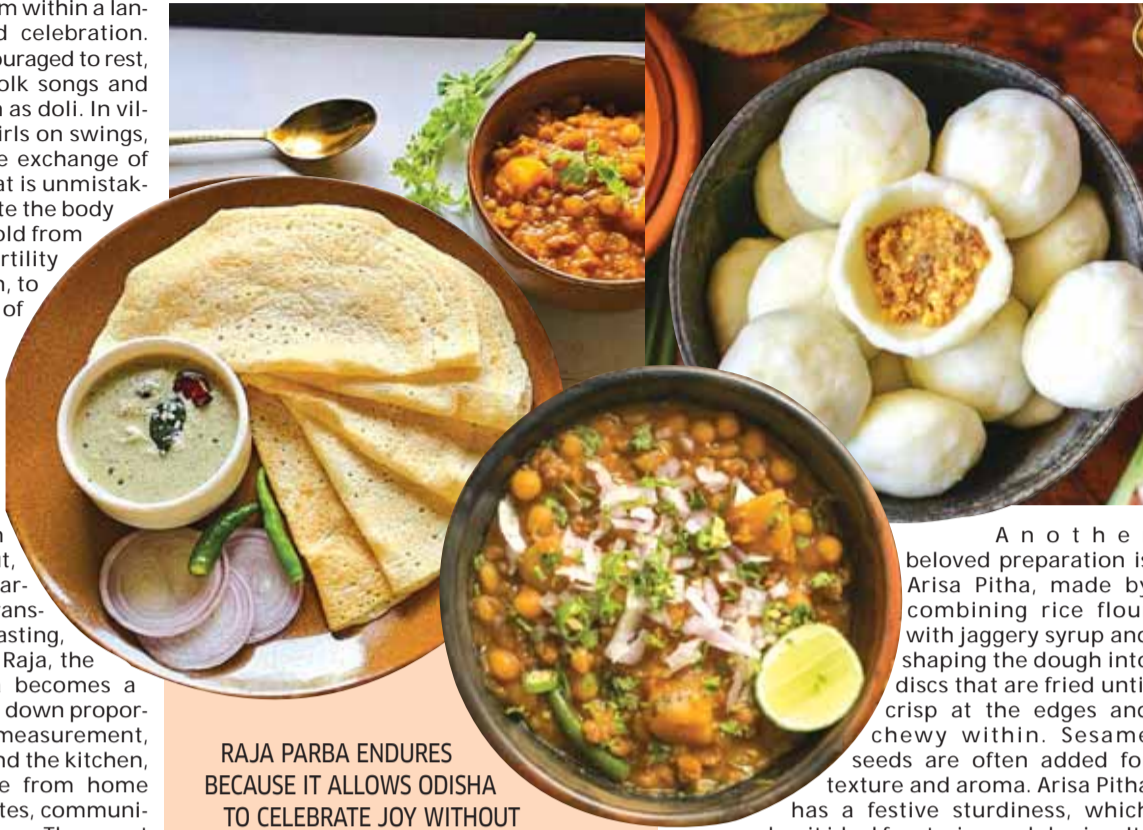 m within a lan-
d celebration.
ouraged to rest,
olk songs and
n as doli. In vil-
irls on swings,
e exchange of
at is unmistak-
te the body
old from
rtility
n, to
of
n
ut,
ar-
rans-
asting,
Raja, the
becomes a
down propor-
measurement,
nd the kitchen,
e from home
tes, communi-
RAJA PARBA ENDURES
BECAUSE IT ALLOWS ODISHA
TO CELEBRATE JOY WITHOUT
Anothe
beloved preparation is
Arisa Pitha, made by
combining rice flou
with jaggery syrup and
shaping the dough into
discs that are fried unti
crisp at the edges and
chewy within. Sesame
seeds are often added fo
texture and aroma. Arisa Pitha
has a festive sturdiness, which